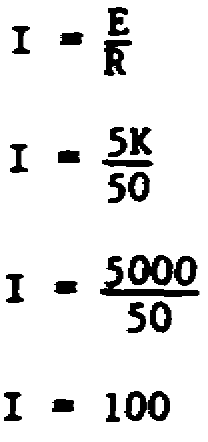 I = E/R
I = 5K/50
I = 5000/50
I = 100